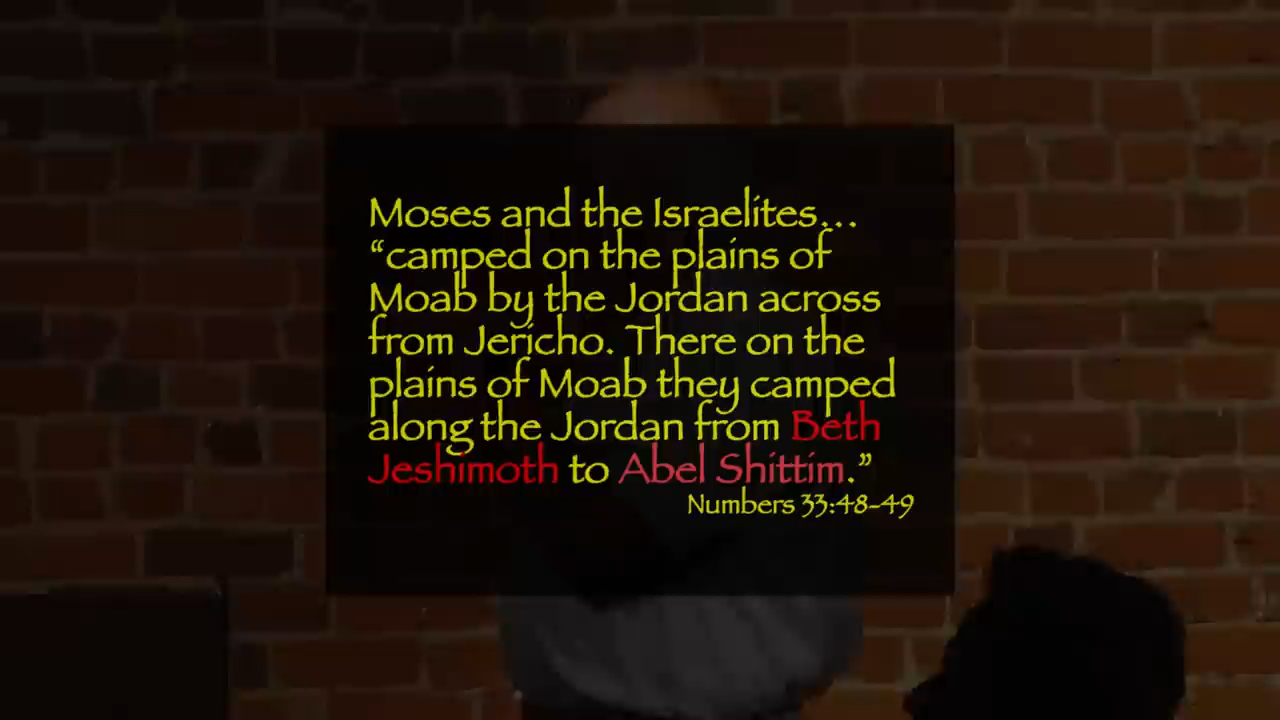 Moses and the Israelites...
“camped on the plains of
Moab by the Jordan across
from Jericho. There on the
plains of Moab they camped
along the Jordan from Beth
Jeshimoth to Abel Shittim.”
Numbers 33:48-49